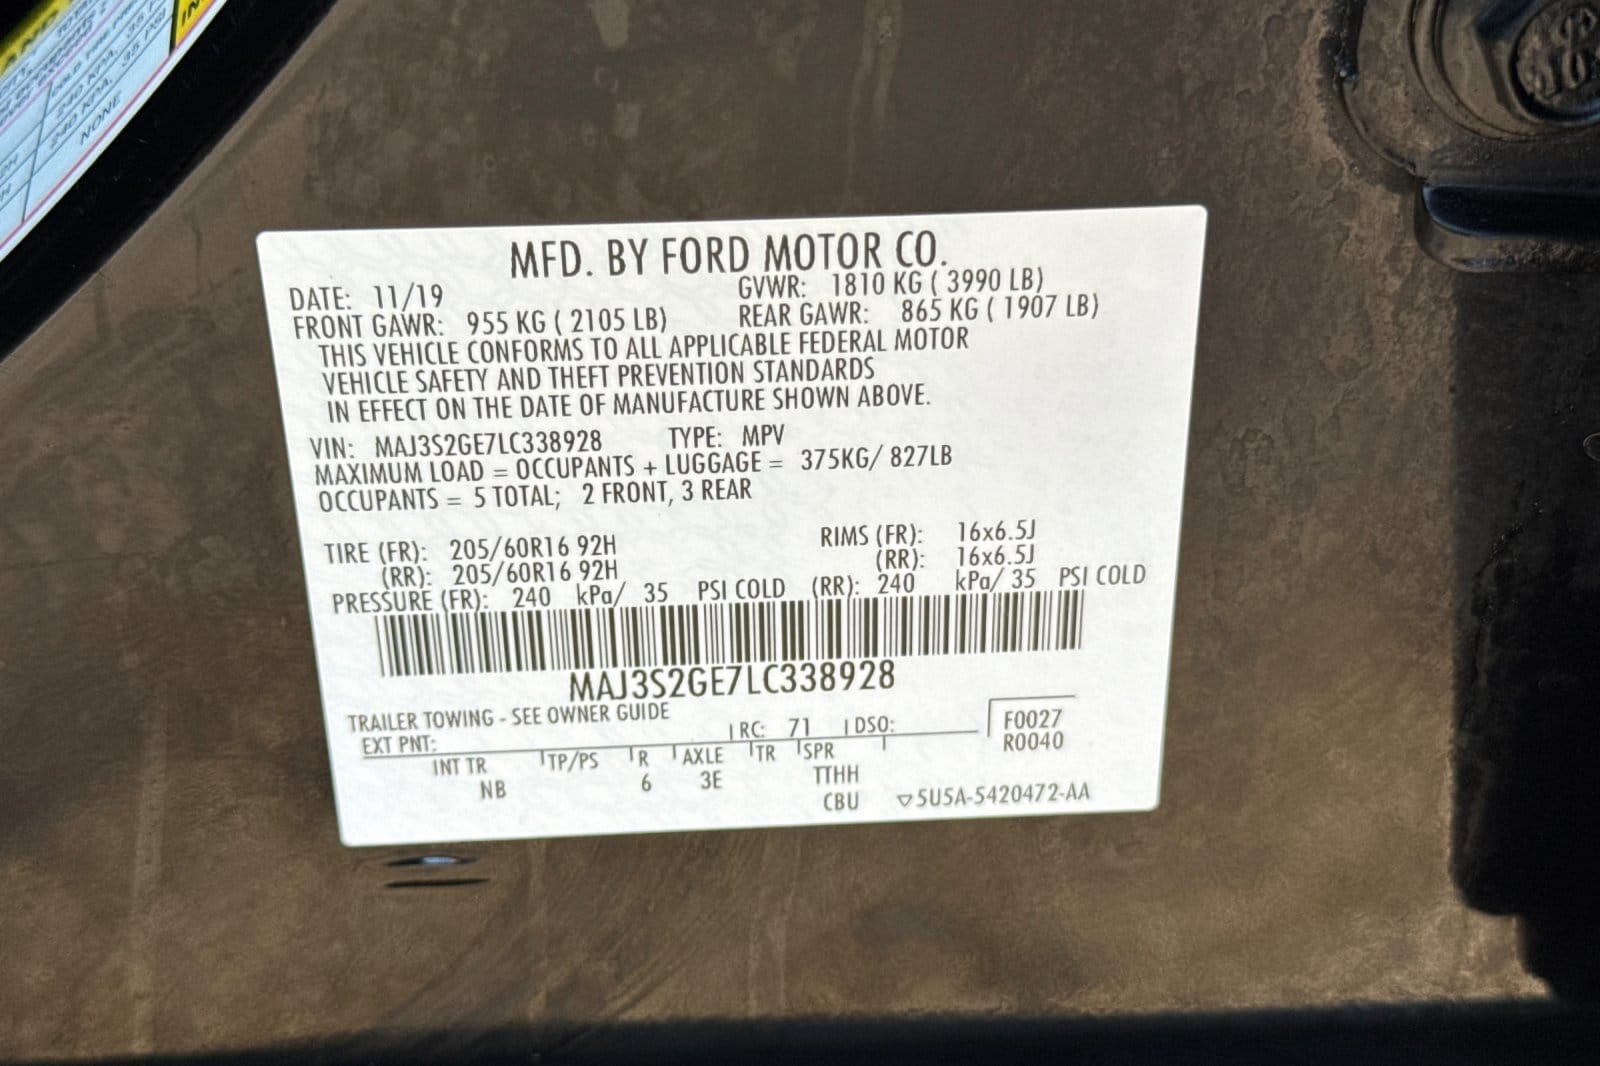 240 KPA, 35 PSI
NONE
MFD. BY FORD MOTOR CO.
DATE: 11/19 GVWR: 1810 KG ( 3990 LB)
FRONT GAWR: 955 KG ( 2105 LB) REAR GAWR: 865 KG ( 1907 LB)
THIS VEHICLE CONFORMS TO ALL APPLICABLE FEDERAL MOTOR
VEHICLE SAFETY AND THEFT PREVENTION STANDARDS
IN EFFECT ON THE DATE OF MANUFACTURE SHOWN ABOVE.
VIN: MAJ3S2GE7LC338928 TYPE: MPV
MAXIMUM LOAD = OCCUPANTS + LUGGAGE = 375KG/ 827LB
OCCUPANTS = 5 TOTAL; 2 FRONT, 3 REAR
TIRE (FR): 205/60R16 92H RIMS (FR): 16x6.5J
(RR): 205/60R16 92H (RR): 16x6.5J
PRESSURE (FR): 240 kPa/ 35 PSI COLD (RR): 240 kPa/ 35 PSI COLD
MAJ3S2GE7LC338928
TRAILER TOWING - SEE OWNER GUIDE
EXT PNT: RC: 71 DSO: F0027
R0040
INT TR TP/PS R AXLE TR SPR
NB 6 3E TTHH
CBU ▽5U5A-5420472-AA